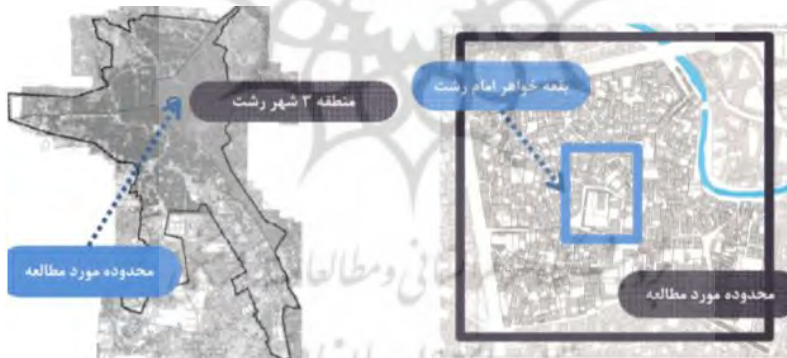 منطقه ۳ شهر رشت
محدوده مورد مطالعه
بقعه خواهر امام رشت
محدوده مورد مطالعه